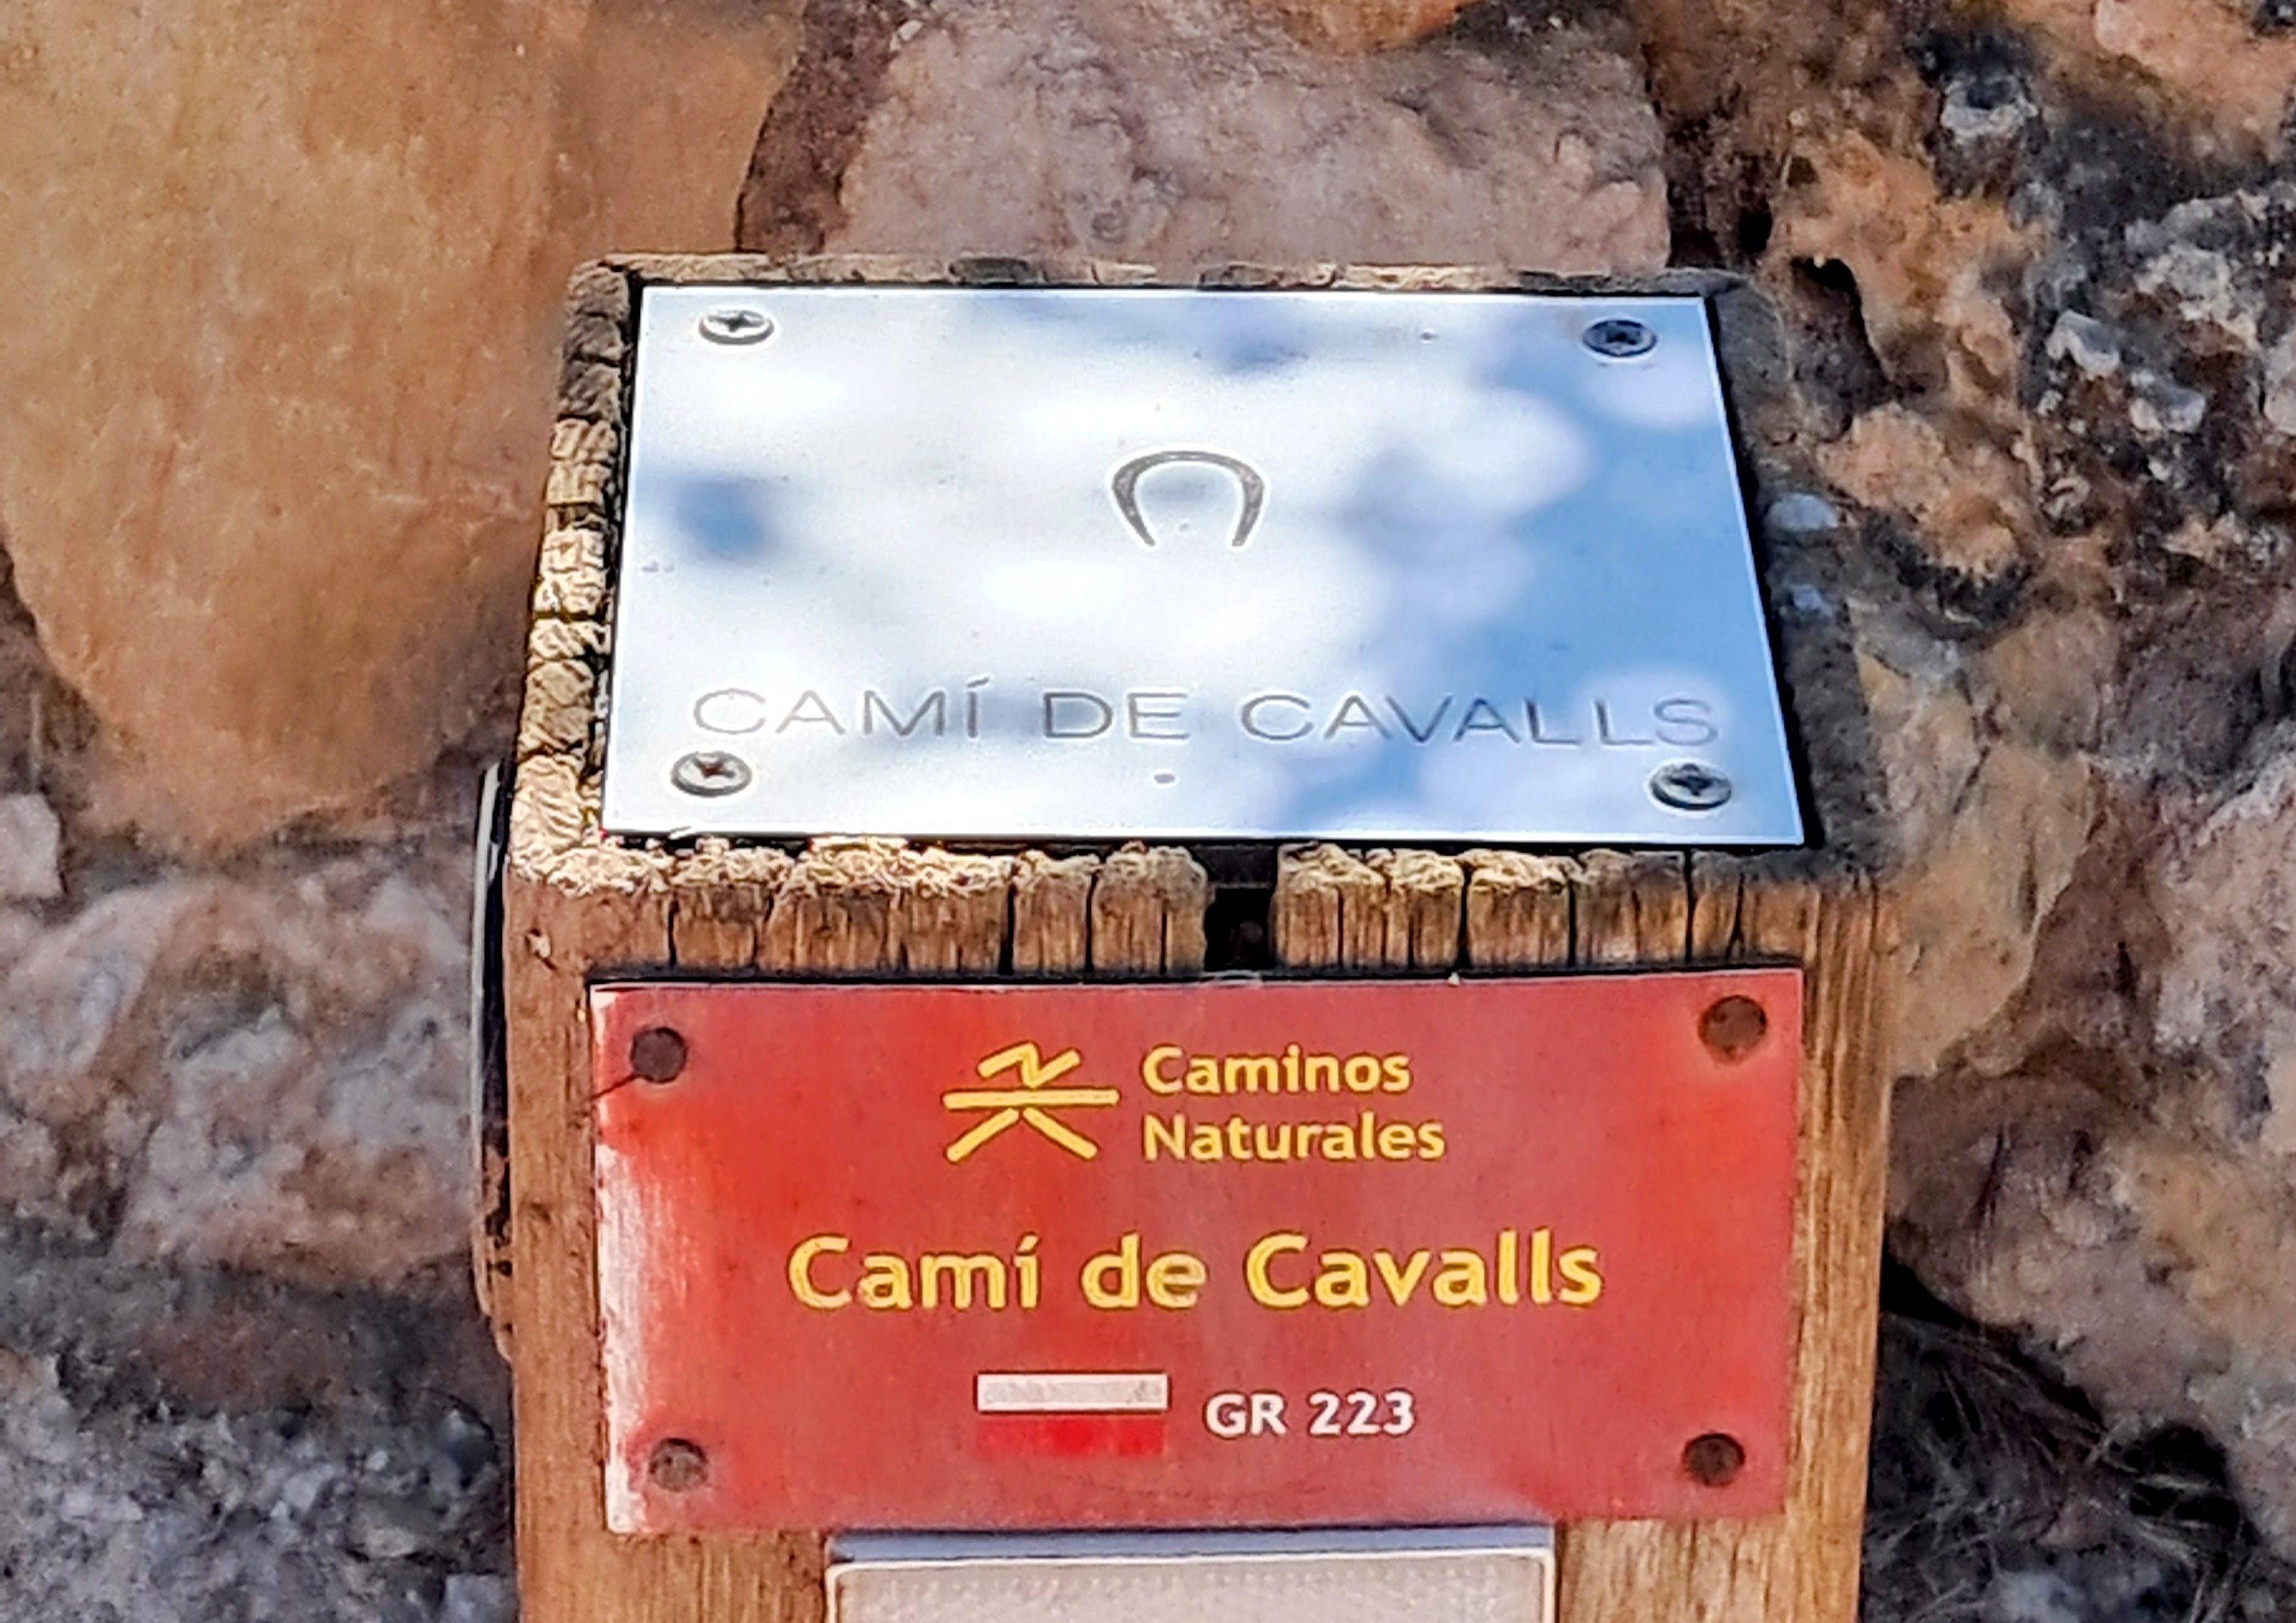 CAMÍ DE CAVALLS
Caminos
Naturales
Camí de Cavalls
GR 223